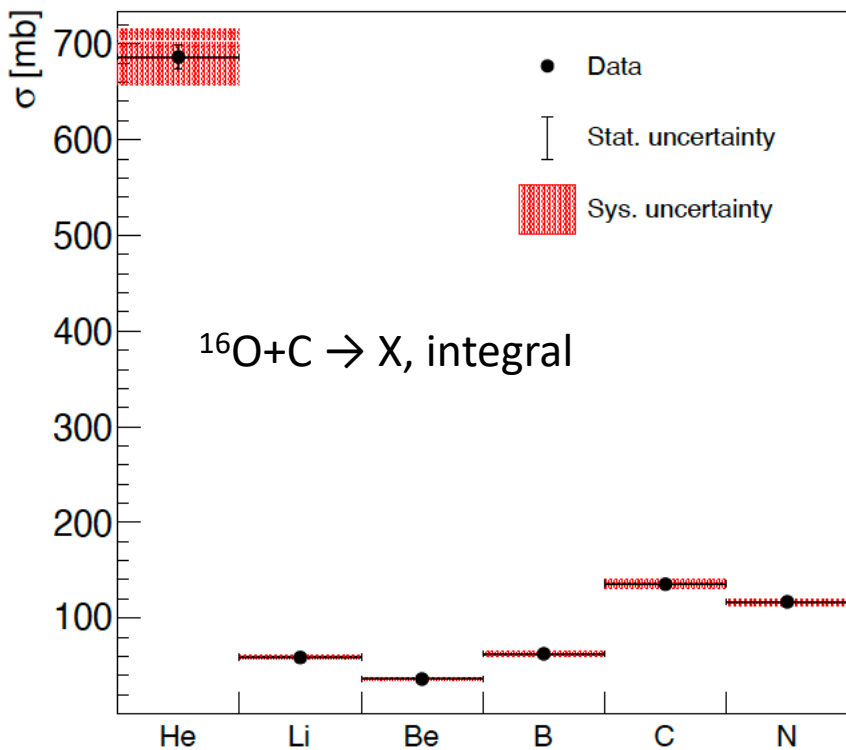 σ [mb]
700
600
500
400
300
200
100
Data
Stat. uncertainty
Sys. uncertainty
¹⁶O+C → X, integral
He Li Be B C N